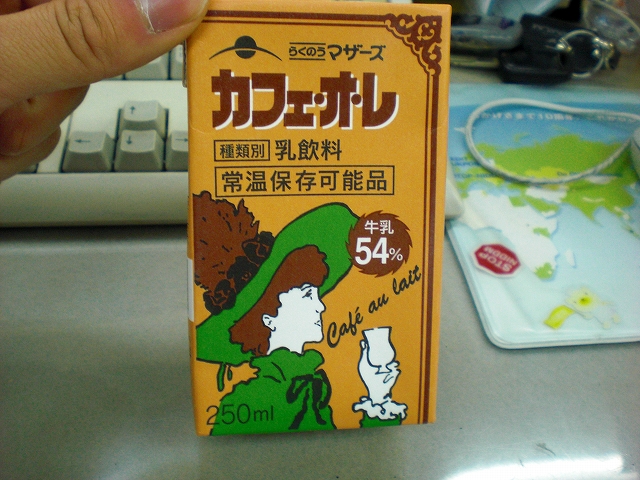 らくのう マザーズ
カフェ・オ・レ
種類別 乳飲料
常温保存可能品
牛乳
54%
Café au lait
250ml
STOP